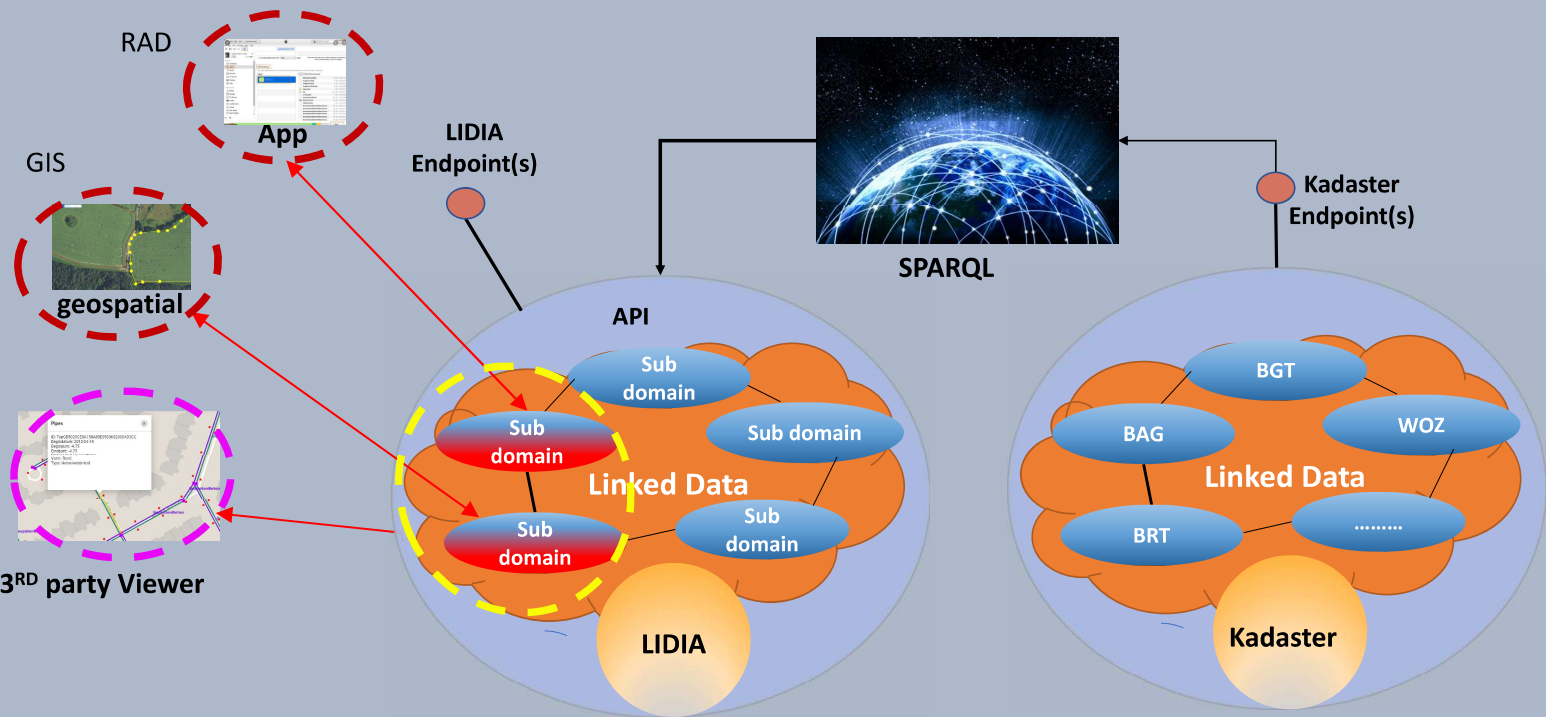 RAD
App
LIDIA
Endpoint(s)
GIS
geospatial
Pipes
3RD party Viewer
SPARQL
Kadaster
Endpoint(s)
API
Sub
domain
Sub
domain
Sub domain
Linked Data
Sub
domain
Sub
domain
LIDIA
BGT
BAG
WOZ
Linked Data
BRT
………
Kadaster